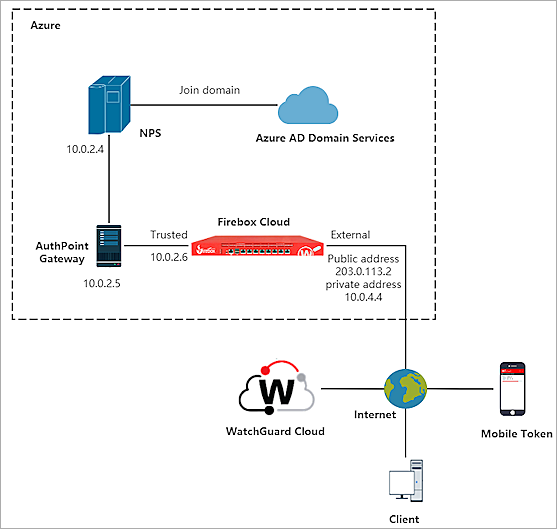 Azure
Join domain
NPS
Azure AD Domain Services
10.0.2.4
Firebox Cloud
Trusted
External
AuthPoint
Gateway
10.0.2.6
10.0.2.5
Public address
203.0.113.2
private address
10.0.4.4
W
WatchGuard Cloud
Internet
Mobile Token
Client